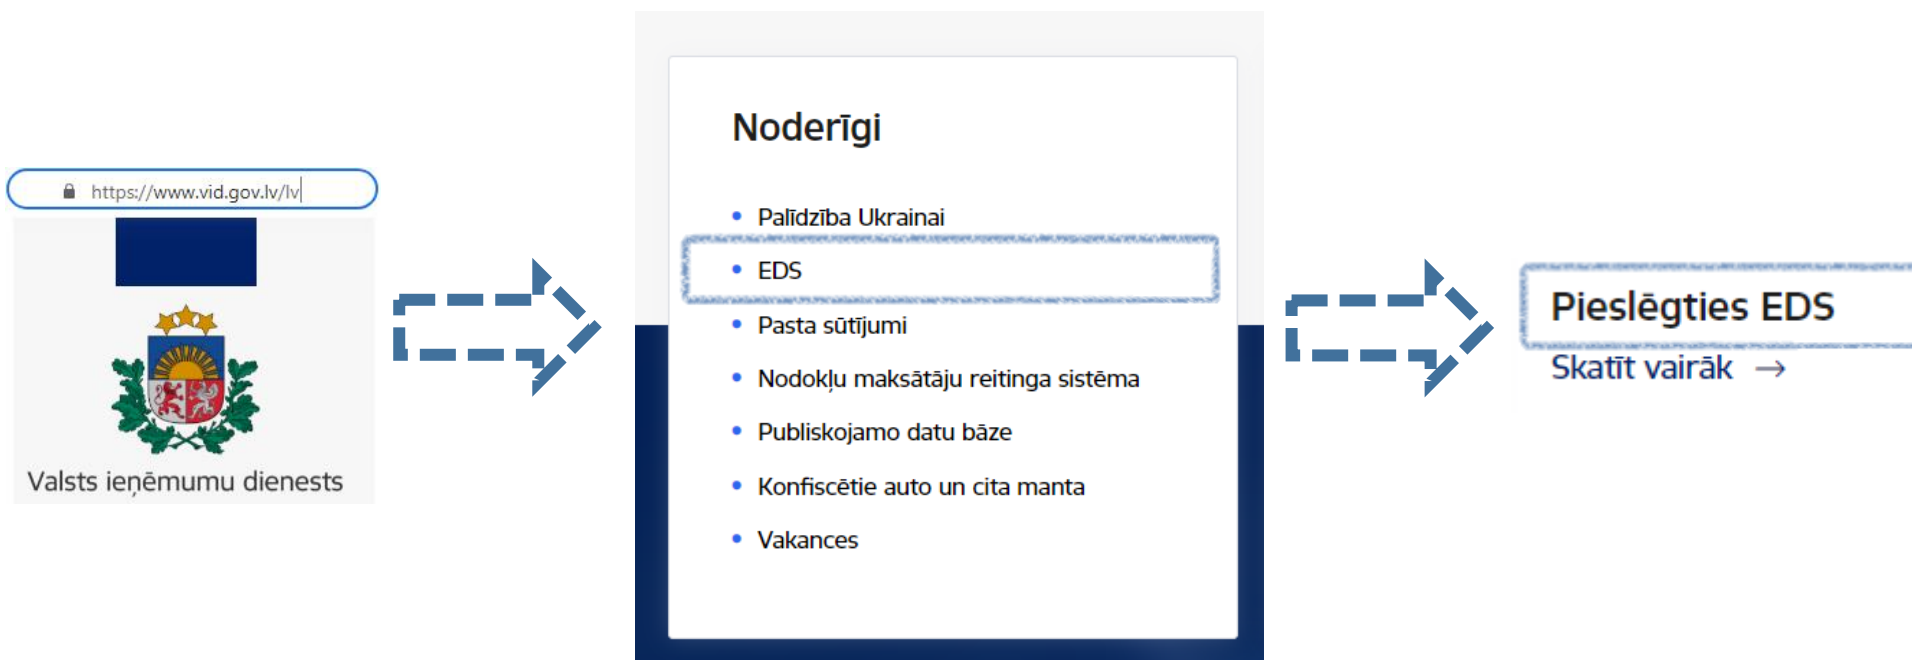 https://www.vid.gov.lv/lv
Valsts ieņēmumu dienests
Noderīgi
Palīdzība Ukrainai
EDS
Pasta sūtījumi
Nodokļu maksātāju reitinga sistēma
Publiskojamo datu bāze
Konfiscētie auto un cita manta
Vakances
Pieslēgties EDS
Skatīt vairāk →